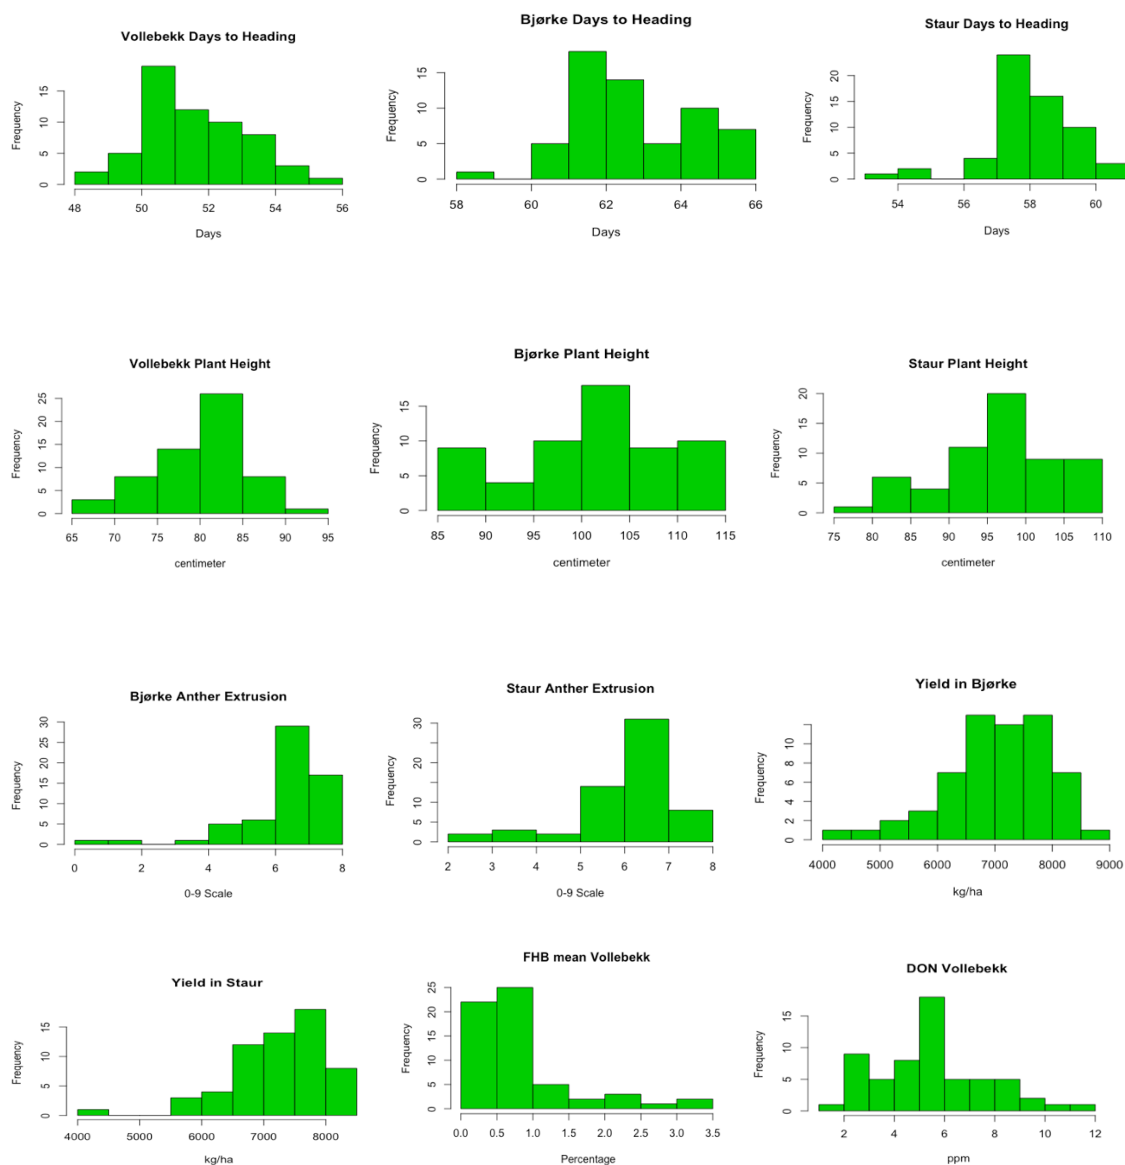 Vollebekk Days to Heading
Frequency
0 5 10 15
48 50 52 54 56
Days
Bjørke Days to Heading
Frequency
0 5 10 15
58 60 62 64 66
Days
Staur Days to Heading
Frequency
0 5 10 15 20
54 56 58 60
Days
Vollebekk Plant Height
Frequency
0 5 10 15 20 25
65 70 75 80 85 90 95
centimeter
Bjørke Plant Height
Frequency
0 5 10 15
85 90 95 100 105 110 115
centimeter
Staur Plant Height
Frequency
0 5 10 15 20
75 80 85 90 95 100 105 110
centimeter
Bjørke Anther Extrusion
Frequency
0 5 10 15 20 30
0 2 4 6 8
0-9 Scale
Staur Anther Extrusion
Frequency
0 5 10 20 30
2 3 4 5 6 7 8
0-9 Scale
Yield in Bjørke
Frequency
0 2 4 6 8 10
4000 5000 6000 7000 8000 9000
kg/ha
Yield in Staur
Frequency
0 5 10 15
4000 5000 6000 7000 8000
kg/ha
FHB mean Vollebekk
Frequency
0 5 10 15 20 25
0.0 0.5 1.0 1.5 2.0 2.5 3.0 3.5
Percentage
DON Vollebekk
Frequency
0 5 10 15
2 4 6 8 10 12
ppm